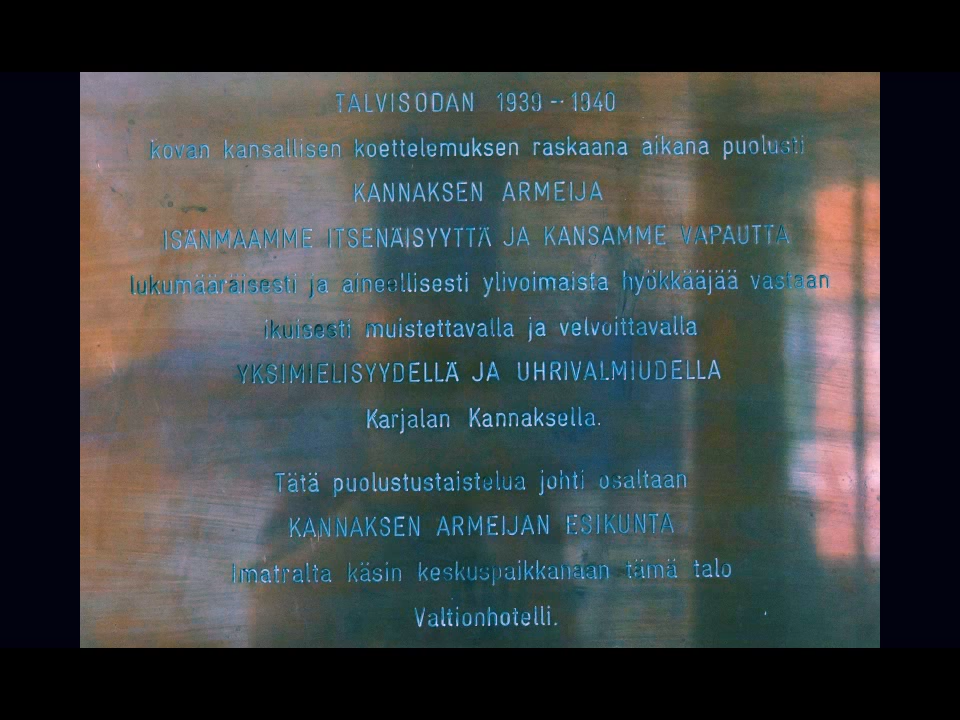 TALVISODAN 1939 - 1940
kovan kansallisen koettelemuksen raskaana aikana puolusti
KANNAKSEN ARMEIJA
ISÄNMAAMME ITSENÄISYYTTÄ JA KANSAMME VAPAUTTA
lukumääräisesti ja aineellisesti ylivoimaista hyökkääjää vastaan
ikuisesti muistettavalla ja velvoittavalla
YKSIMIELISYYDELLÄ JA UHRIVALMIUDELLA
Karjalan Kannaksella.
Tätä puolustustaistelua johti osaltaan
KANNAKSEN ARMEIJAN ESIKUNTA
Imatralta käsin keskuspaikkanaan tämä talo
Valtionhotelli.